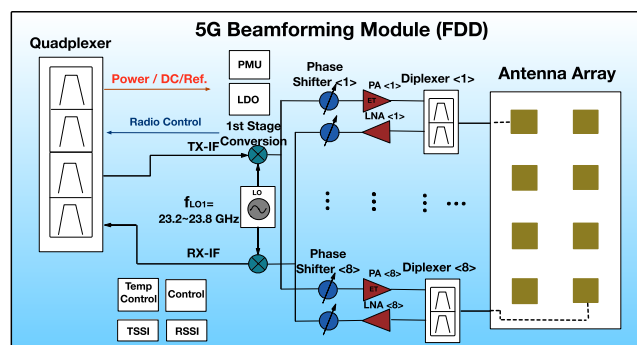 5G Beamforming Module (FDD)
Quadplexer
Power / DC/Ref.
Radio Control
PMU
LDO
1st Stage
Conversion
TX-IF
LO
fLO1=
23.2~23.8 GHz
RX-IF
Temp
Control
Control
TSSI
RSSI
Phase
Shifter <1>
PA <1>
ET
LNA <1>
Diplexer <1>
Antenna Array
Phase
Shifter <8>
PA <8>
ET
LNA <8>
Diplexer <8>